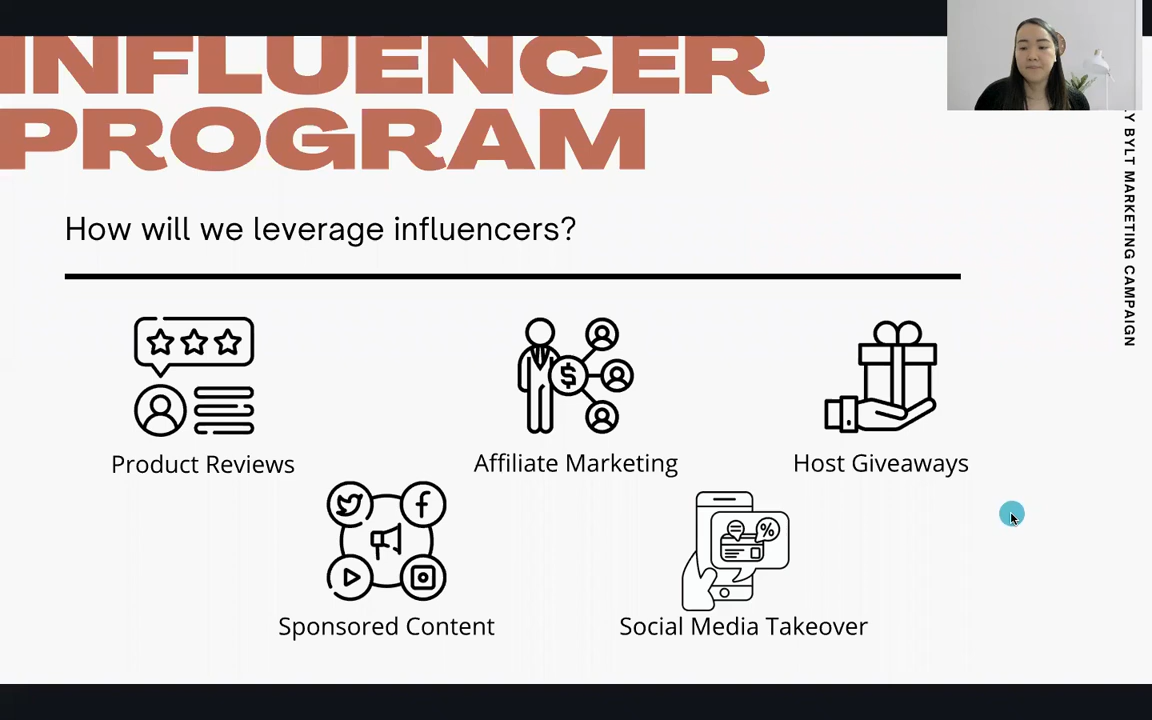 INFLUENCER
PROGRAM
How will we leverage influencers?
Product Reviews
Affiliate Marketing
Host Giveaways
Sponsored Content
Social Media Takeover
BYLT MARKETING CAMPAIGN